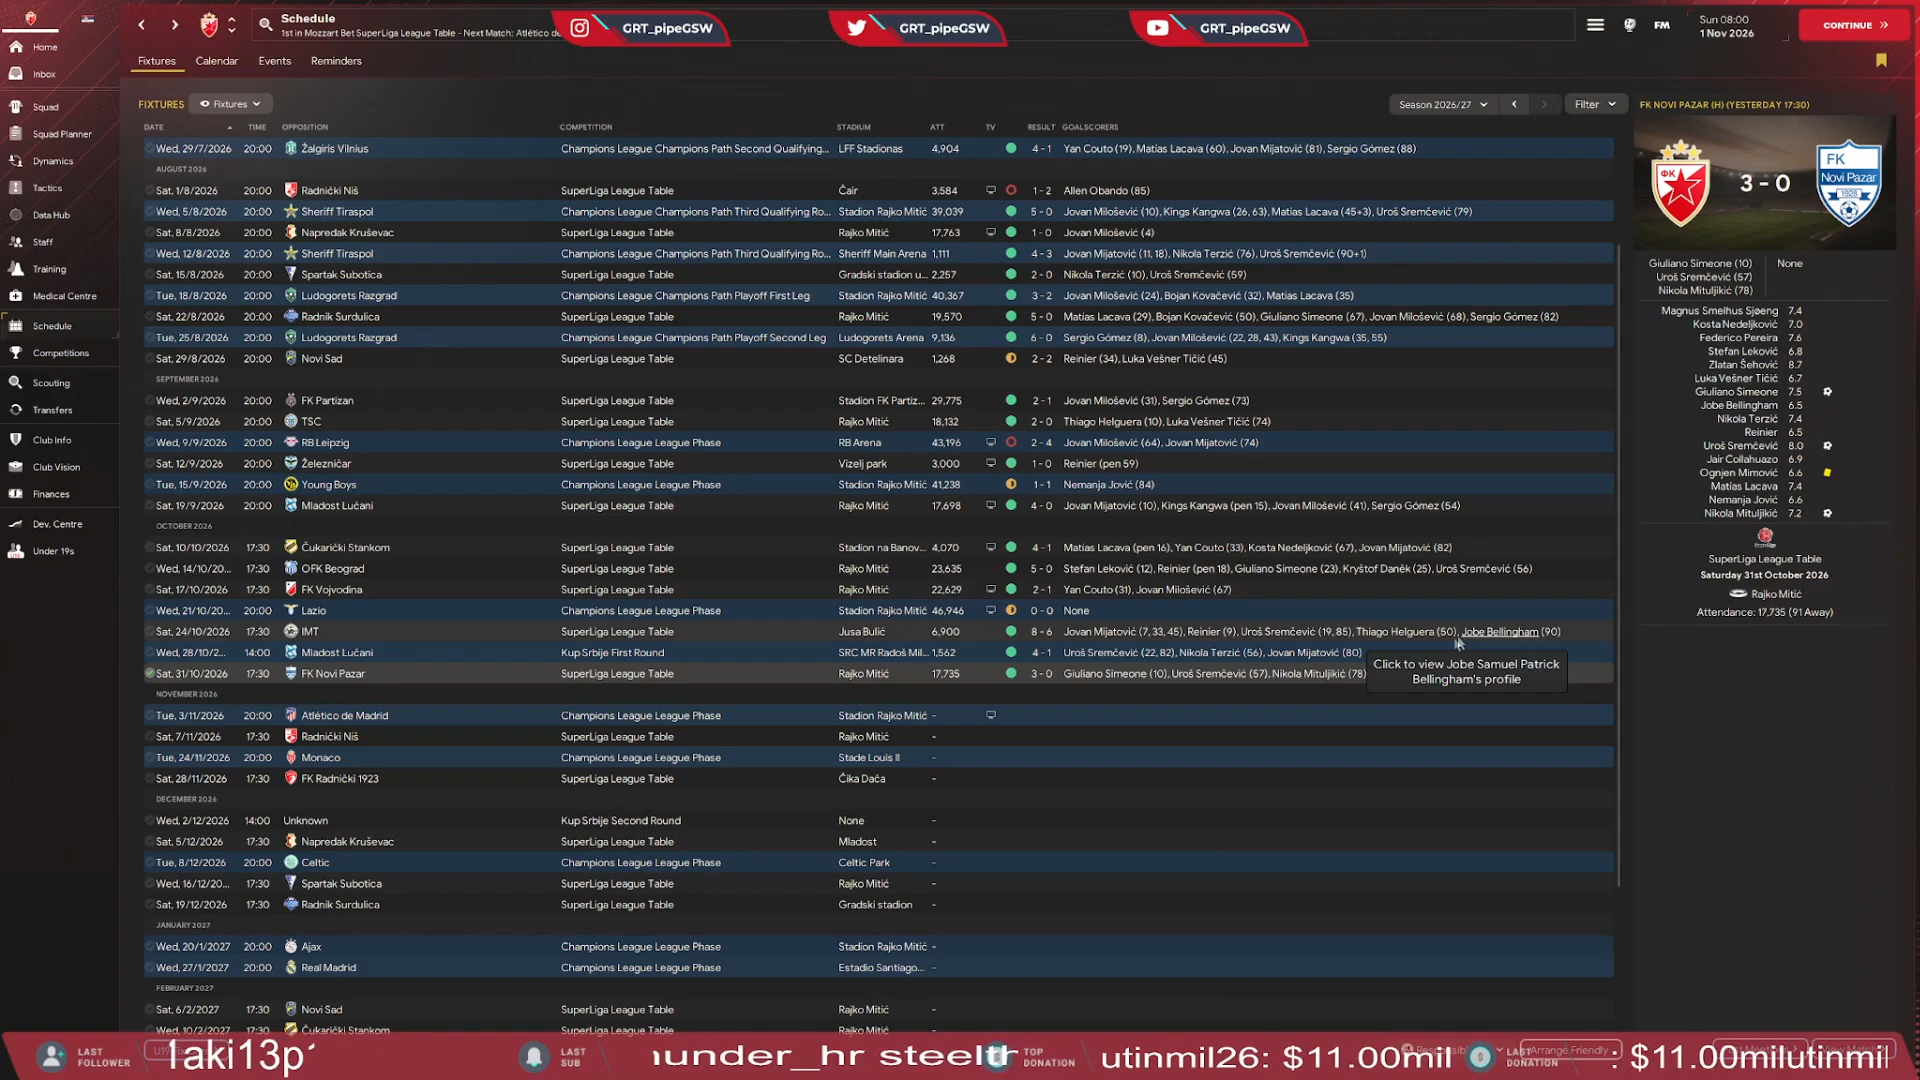 Schedule
1st in Mozzart Bet SuperLiga League Table - Next Match: Atlético de
GRT_pipeGSW
GRT_pipeGSW
GRT_pipeGSW
FM
Sun 08:00
1 Nov 2026
CONTINUE
Home
Inbox
Squad
Squad Planner
Dynamics
Tactics
Data Hub
Staff
Training
Medical Centre
Schedule
Competitions
Scouting
Transfers
Club Info
Club Vision
Finances
Dev. Centre
Under 19s
Fixtures Calendar Events Reminders
FIXTURES Fixtures Season 2026/27 Filter
DATE TIME OPPOSITION COMPETITION STADIUM ATT TV RESULT GOALSCORERS
Wed, 29/7/2026 20:00 Žalgiris Vilnius Champions League Champions Path Second Qualifying... LFF Stadionas 4,904 4 - 1 Yan Couto (19), Matías Lacava (60), Jovan Mijatović (81), Sergio Gómez (88)
AUGUST 2026
Sat, 1/8/2026 20:00 Radnički Niš SuperLiga League Table Čair 3,584 1 - 2 Allen Obando (85)
Wed, 5/8/2026 20:00 Sheriff Tiraspol Champions League Champions Path Third Qualifying Ro... Stadion Rajko Mitić 39,039 5 - 0 Jovan Milošević (10), Kings Kangwa (26, 63), Matías Lacava (45+3), Uroš Sremčević (79)
Sat, 8/8/2026 20:00 Napredak Kruševac SuperLiga League Table Rajko Mitić 17,763 1 - 0 Jovan Milošević (4)
Wed, 12/8/2026 20:00 Sheriff Tiraspol Champions League Champions Path Third Qualifying Ro... Sheriff Main Arena 1,111 4 - 3 Jovan Mijatović (11, 18), Nikola Terzić (76), Uroš Sremčević (90+1)
Sat, 15/8/2026 20:00 Spartak Subotica SuperLiga League Table Gradski stadion u... 2,257 2 - 0 Nikola Terzić (10), Uroš Sremčević (59)
Tue, 18/8/2026 20:00 Ludogorets Razgrad Champions League Champions Path Playoff First Leg Stadion Rajko Mitić 40,367 3 - 2 Jovan Milošević (24), Bojan Kovačević (32), Matías Lacava (35)
Sat, 22/8/2026 20:00 Radnik Surdulica SuperLiga League Table Rajko Mitić 19,570 5 - 0 Matías Lacava (29), Bojan Kovačević (50), Giuliano Simeone (67), Jovan Milošević (68), Sergio Gómez (82)
Tue, 25/8/2026 20:00 Ludogorets Razgrad Champions League Champions Path Playoff Second Leg Ludogorets Arena 9,136 6 - 0 Sergio Gómez (8), Jovan Milošević (22, 28, 43), Kings Kangwa (35, 55)
Sat, 29/8/2026 20:00 Novi Sad SuperLiga League Table SC Detelinara 1,268 2 - 2 Reinier (34), Luka Vešner Tičić (45)
SEPTEMBER 2026
Wed, 2/9/2026 20:00 FK Partizan SuperLiga League Table Stadion FK Partiz... 29,775 2 - 1 Jovan Milošević (31), Sergio Gómez (73)
Sat, 5/9/2026 20:00 TSC SuperLiga League Table Rajko Mitić 18,132 2 - 0 Thiago Helguera (10), Luka Vešner Tičić (74)
Wed, 9/9/2026 20:00 RB Leipzig Champions League League Phase RB Arena 43,196 2 - 4 Jovan Milošević (64), Jovan Mijatović (74)
Sat, 12/9/2026 20:00 Železničar SuperLiga League Table Vizelj park 3,000 1 - 0 Reinier (pen 59)
Tue, 15/9/2026 20:00 Young Boys Champions League League Phase Stadion Rajko Mitić 41,238 1 - 1 Nemanja Jović (84)
Sat, 19/9/2026 20:00 Mladost Lučani SuperLiga League Table Rajko Mitić 17,698 4 - 0 Jovan Mijatović (10), Kings Kangwa (pen 15), Jovan Milošević (41), Sergio Gómez (54)
OCTOBER 2026
Sat, 10/10/2026 17:30 Čukarički Stankom SuperLiga League Table Stadion na Banov... 4,070 4 - 1 Matías Lacava (pen 16), Yan Couto (33), Kosta Nedeljković (67), Jovan Mijatović (82)
Wed, 14/10/20... 17:30 OFK Beograd SuperLiga League Table Rajko Mitić 23,635 5 - 0 Stefan Leković (12), Reinier (pen 18), Giuliano Simeone (23), Kryštof Daněk (25), Uroš Sremčević (56)
Sat, 17/10/2026 17:30 FK Vojvodina SuperLiga League Table Rajko Mitić 22,629 2 - 1 Yan Couto (31), Jovan Milošević (67)
Wed, 21/10/20... 20:00 Lazio Champions League League Phase Stadion Rajko Mitić 46,946 0 - 0 None
Sat, 24/10/2026 17:30 IMT SuperLiga League Table Jusa Bulić 6,900 8 - 6 Jovan Mijatović (7, 33, 45), Reinier (9), Uroš Sremčević (19, 85), Thiago Helguera (50), Jobe Bellingham (90)
Wed, 28/10/2... 14:00 Mladost Lučani Kup Srbije First Round SRC MR Radoš Mil... 1,562 4 - 1 Uroš Sremčević (22, 82), Nikola Terzić (56), Jovan Mijatović (80)
Sat, 31/10/2026 17:30 FK Novi Pazar SuperLiga League Table Rajko Mitić 17,735 3 - 0 Giuliano Simeone (10), Uroš Sremčević (57), Nikola Mituljikić (78)
Click to view Jobe Samuel Patrick
Bellingham's profile
NOVEMBER 2026
Tue, 3/11/2026 20:00 Atlético de Madrid Champions League League Phase Stadion Rajko Mitić -
Sat, 7/11/2026 17:30 Radnički Niš SuperLiga League Table Rajko Mitić -
Tue, 24/11/2026 20:00 Monaco Champions League League Phase Stade Louis II -
Sat, 28/11/2026 17:30 FK Radnički 1923 SuperLiga League Table Čika Dača -
DECEMBER 2026
Wed, 2/12/2026 14:00 Unknown Kup Srbije Second Round None -
Sat, 5/12/2026 17:30 Napredak Kruševac SuperLiga League Table Mladost -
Tue, 8/12/2026 20:00 Celtic Champions League League Phase Celtic Park -
Wed, 16/12/20... 17:30 Spartak Subotica SuperLiga League Table Rajko Mitić -
Sat, 19/12/2026 17:30 Radnik Surdulica SuperLiga League Table Gradski stadion -
JANUARY 2027
Wed, 20/1/2027 20:00 Ajax Champions League League Phase Stadion Rajko Mitić -
Wed, 27/1/2027 20:00 Real Madrid Champions League League Phase Estadio Santiago... -
FEBRUARY 2027
Sat, 6/2/2027 17:30 Novi Sad SuperLiga League Table Rajko Mitić -
Wed, 10/2/2027 17:30 Čukarički Stankom SuperLiga League Table Rajko Mitić -
FK NOVI PAZAR (H) (YESTERDAY 17:30)
3 - 0
FK
Novi Pazar
1928
Giuliano Simeone (10) None
Uroš Sremčević (57)
Nikola Mituljikić (78)
Magnus Smelhus Sjøeng 7.4
Kosta Nedeljković 7.0
Federico Pereira 7.6
Stefan Leković 6.8
Zlatan Šehović 8.7
Luka Vešner Tičić 6.7
Giuliano Simeone 7.5
Jobe Bellingham 6.5
Nikola Terzić 7.4
Reinier 6.5
Uroš Sremčević 8.0
Jair Collahuazo 6.9
Ognjen Mimović 6.6
Matías Lacava 7.4
Nemanja Jović 6.6
Nikola Mituljikić 7.2
SuperLiga League Table
Saturday 31st October 2026
Rajko Mitić
Attendance: 17,735 (91 Away)
LAST
FOLLOWER
1aki13p
LAST
SUB
under__hr steelt
TOP
DONATION
utinmil26: $11.00mil
LAST
DONATION
Arrange Friendly
: $11.00milutinmil